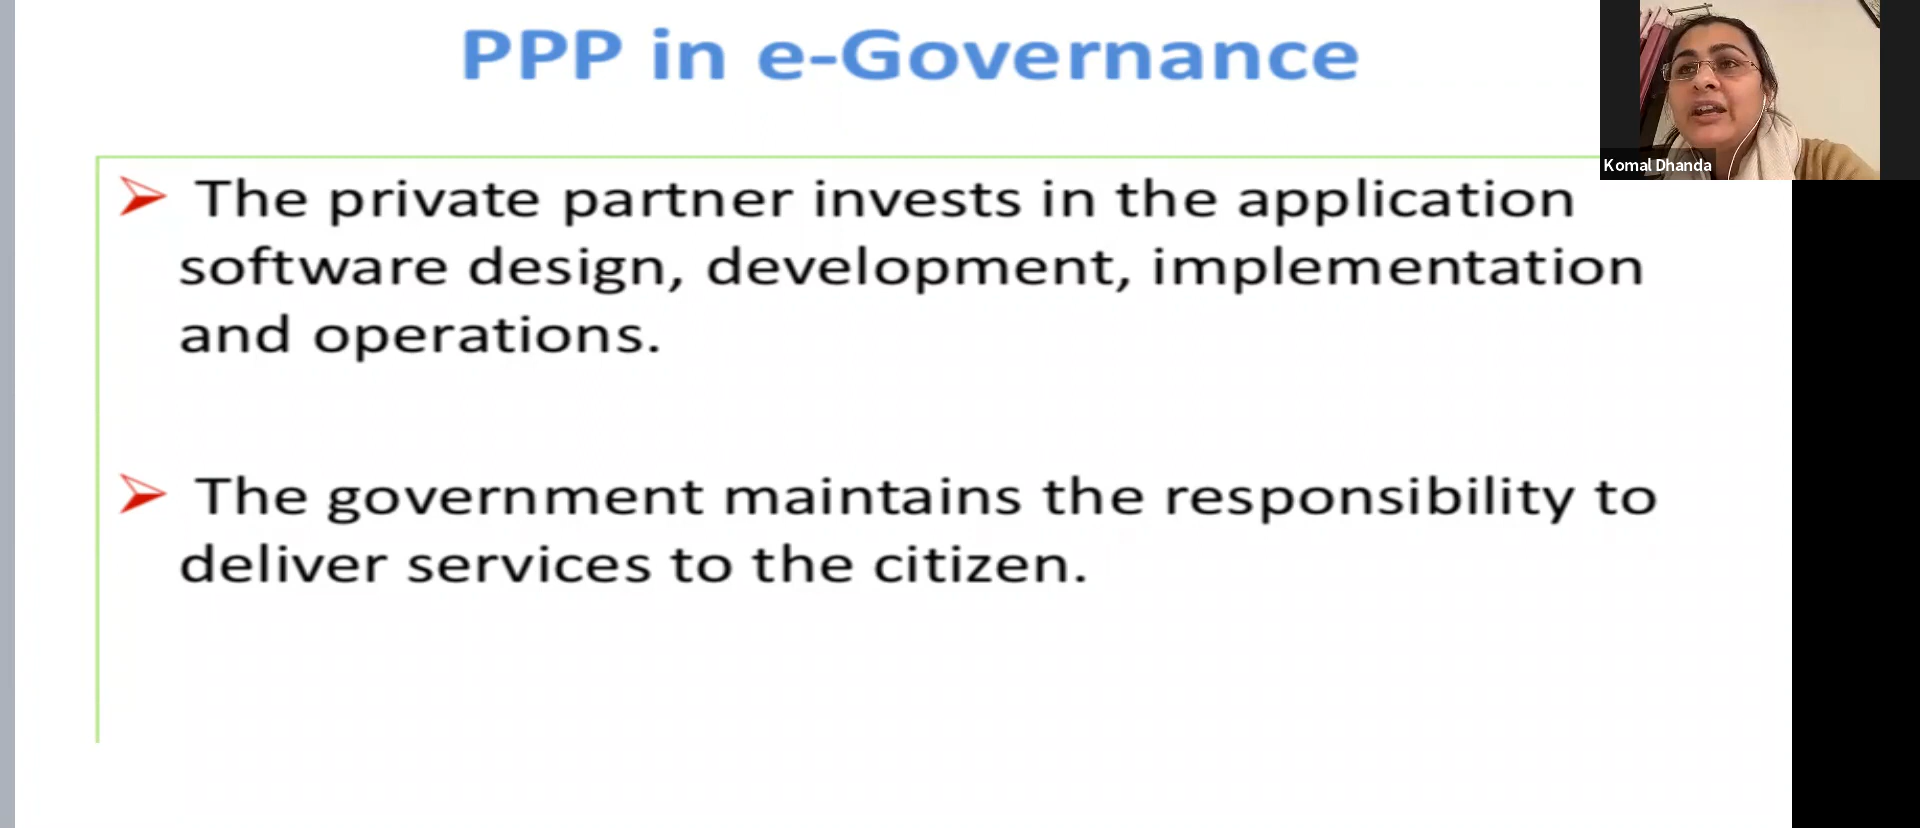 PPP in e-Governance
Komal Dhanda
The private partner invests in the application
software design, development, implementation
and operations.
The government maintains the responsibility to
deliver services to the citizen.